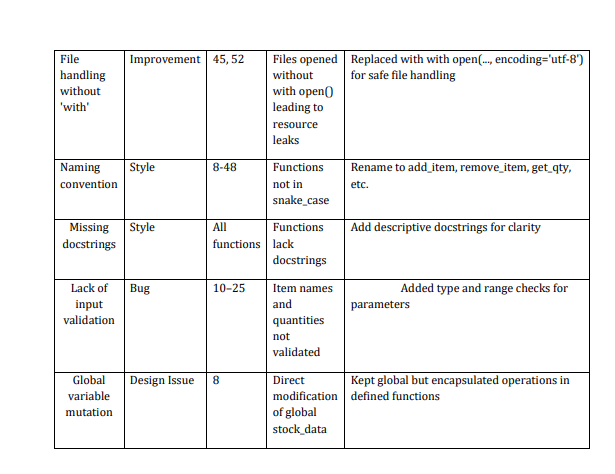 File handling without 'with'
Improvement
45, 52
Files opened without with open() leading to resource leaks
Replaced with with open(..., encoding='utf-8') for safe file handling
Naming convention
Style
8-48
Functions not in snake_case
Rename to add_item, remove_item, get_qty, etc.
Missing docstrings
Style
All functions
Functions lack docstrings
Add descriptive docstrings for clarity
Lack of input validation
Bug
10–25
Item names and quantities not validated
Added type and range checks for parameters
Global variable mutation
Design Issue
8
Direct modification of global stock_data
Kept global but encapsulated operations in defined functions